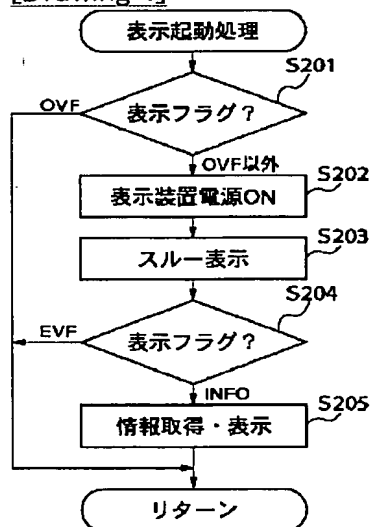 表示起動処理
S201
OVF
表示フラグ?
OVF以外
S202
表示装置電源ON
S203
スルー表示
S204
EVF
表示フラグ?
INFO
S205
情報取得・表示
リターン